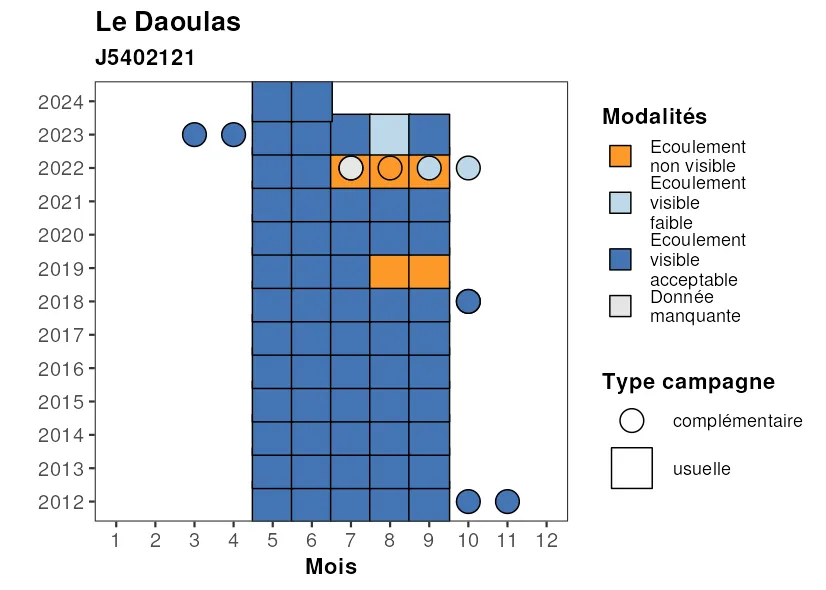 Le Daoulas
J5402121
2024
2023
2022
2021
2020
2019
2018
2017
2016
2015
2014
2013
2012
1 2 3 4 5 6 7 8 9 10 11 12
Mois
Modalités
Ecoulement
non visible
Ecoulement
visible
faible
Ecoulement
visible
acceptable
Donnée
manquante
Type campagne
complémentaire
usuelle